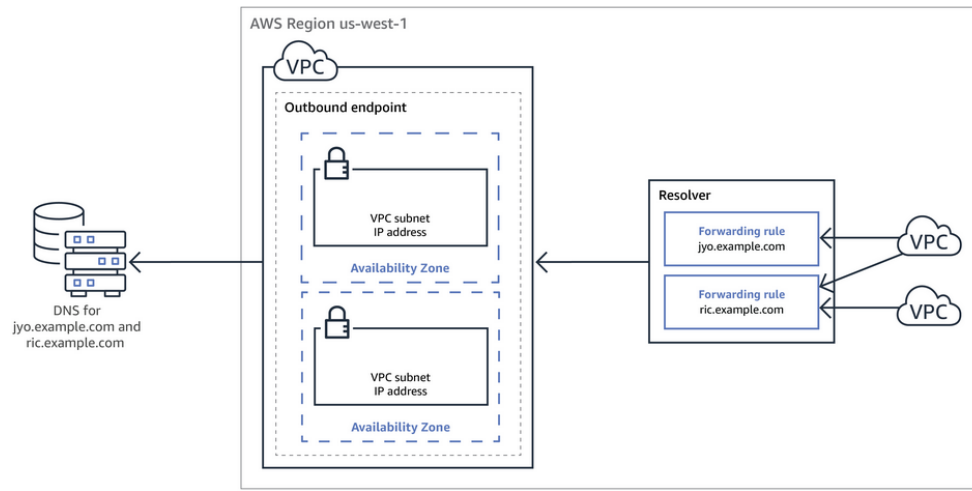 AWS Region us-west-1
VPC
Outbound endpoint
VPC subnet
IP address
Availability Zone
VPC subnet
IP address
Availability Zone
DNS for
jyo.example.com and
ric.example.com
Resolver
Forwarding rule
jyo.example.com
Forwarding rule
ric.example.com
VPC
VPC